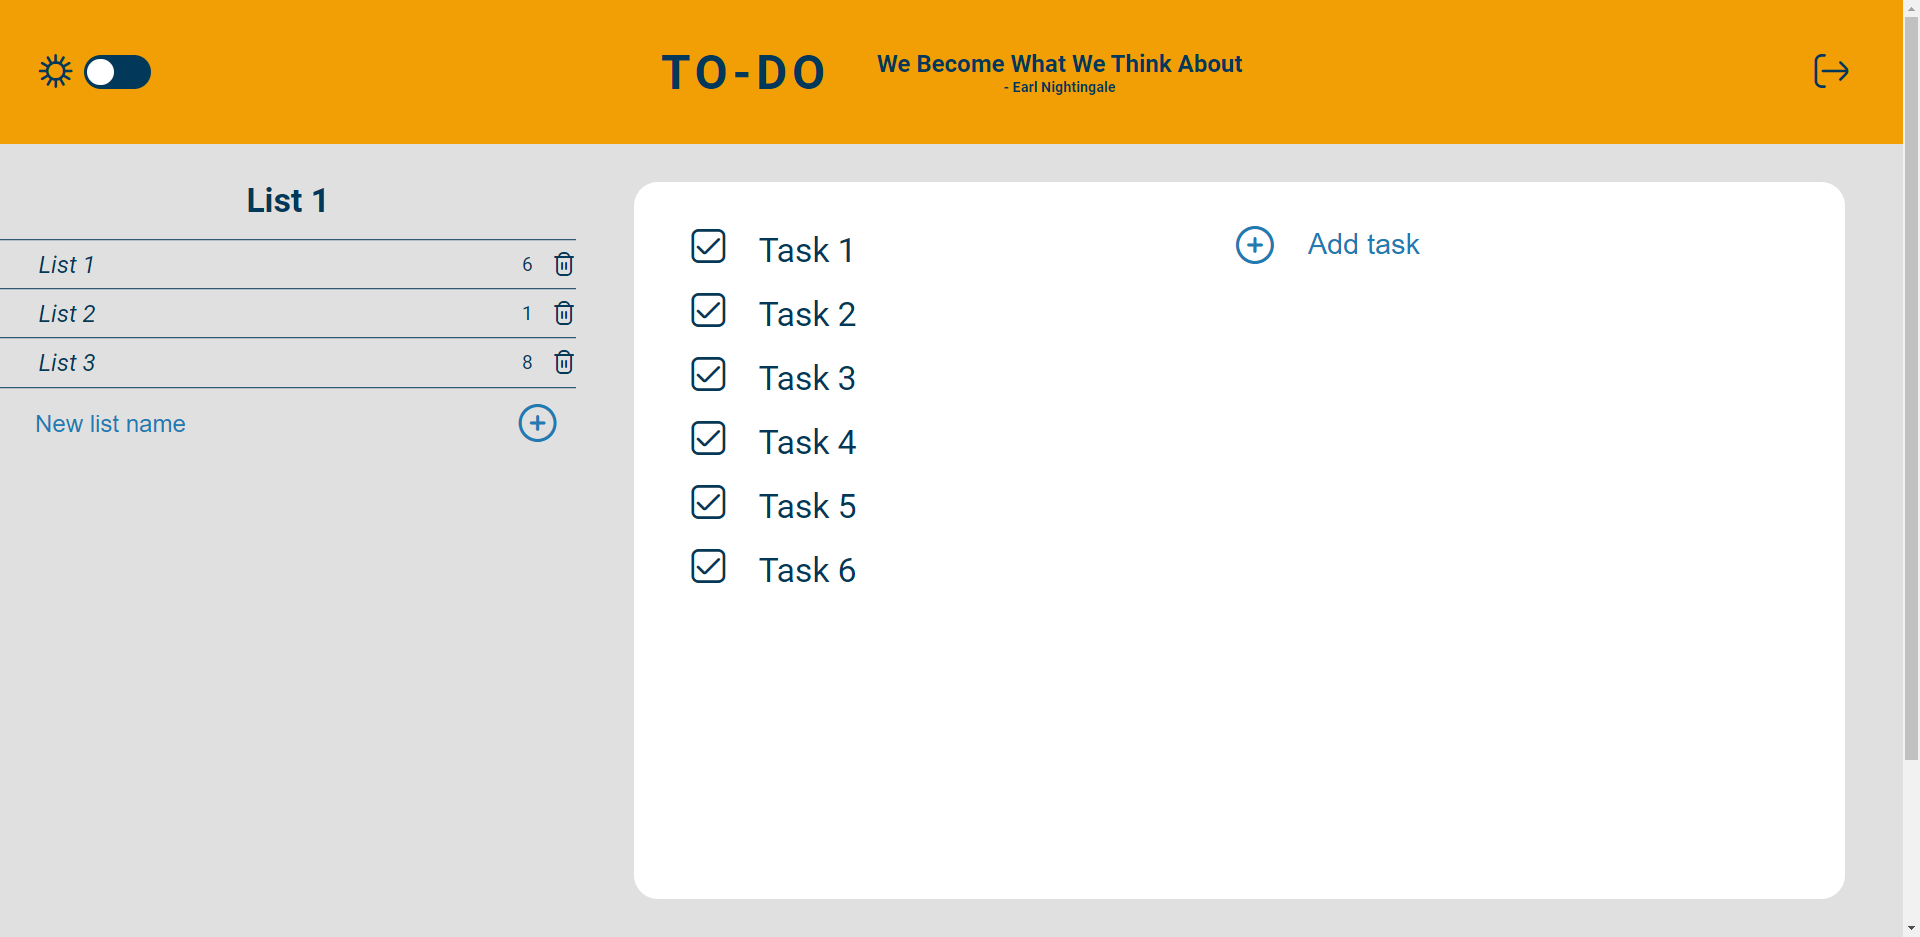 TO-DO
We Become What We Think About
- Earl Nightingale
List 1
List 1 6
List 2 1
List 3 8
New list name
Task 1
Task 2
Task 3
Task 4
Task 5
Task 6
Add task